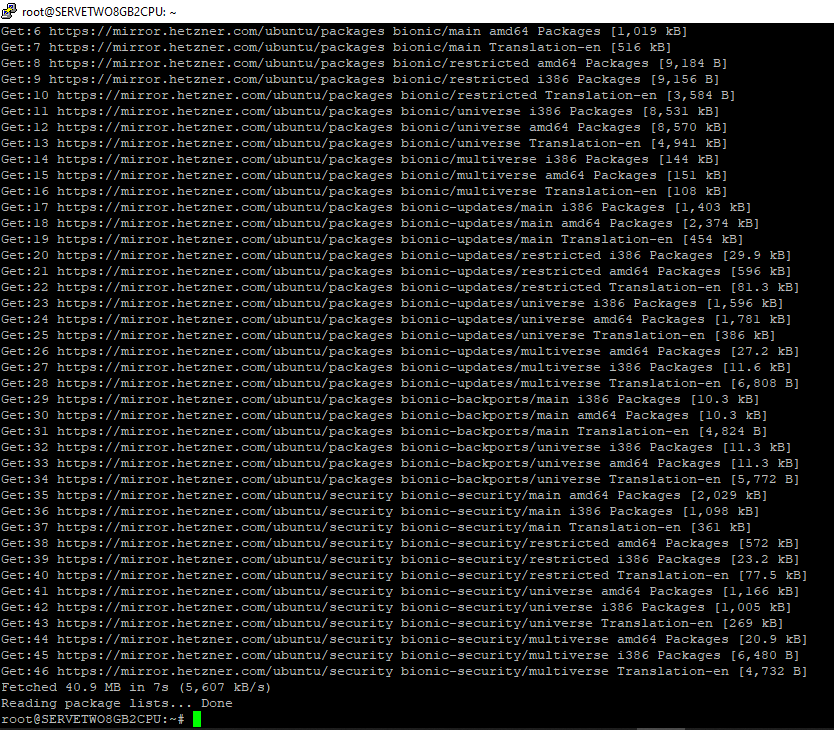 root@SERVETWO8GB2CPU: ~
Get:6 https://mirror.hetzner.com/ubuntu/packages bionic/main amd64 Packages [1,019 kB]
Get:7 https://mirror.hetzner.com/ubuntu/packages bionic/main Translation-en [516 kB]
Get:8 https://mirror.hetzner.com/ubuntu/packages bionic/restricted amd64 Packages [9,184 B]
Get:9 https://mirror.hetzner.com/ubuntu/packages bionic/restricted i386 Packages [9,156 B]
Get:10 https://mirror.hetzner.com/ubuntu/packages bionic/restricted Translation-en [3,584 B]
Get:11 https://mirror.hetzner.com/ubuntu/packages bionic/universe i386 Packages [8,531 kB]
Get:12 https://mirror.hetzner.com/ubuntu/packages bionic/universe amd64 Packages [8,570 kB]
Get:13 https://mirror.hetzner.com/ubuntu/packages bionic/universe Translation-en [4,941 kB]
Get:14 https://mirror.hetzner.com/ubuntu/packages bionic/multiverse i386 Packages [144 kB]
Get:15 https://mirror.hetzner.com/ubuntu/packages bionic/multiverse amd64 Packages [151 kB]
Get:16 https://mirror.hetzner.com/ubuntu/packages bionic/multiverse Translation-en [108 kB]
Get:17 https://mirror.hetzner.com/ubuntu/packages bionic-updates/main i386 Packages [1,403 kB]
Get:18 https://mirror.hetzner.com/ubuntu/packages bionic-updates/main amd64 Packages [2,374 kB]
Get:19 https://mirror.hetzner.com/ubuntu/packages bionic-updates/main Translation-en [454 kB]
Get:20 https://mirror.hetzner.com/ubuntu/packages bionic-updates/restricted i386 Packages [29.9 kB]
Get:21 https://mirror.hetzner.com/ubuntu/packages bionic-updates/restricted amd64 Packages [596 kB]
Get:22 https://mirror.hetzner.com/ubuntu/packages bionic-updates/restricted Translation-en [81.3 kB]
Get:23 https://mirror.hetzner.com/ubuntu/packages bionic-updates/universe i386 Packages [1,596 kB]
Get:24 https://mirror.hetzner.com/ubuntu/packages bionic-updates/universe amd64 Packages [1,781 kB]
Get:25 https://mirror.hetzner.com/ubuntu/packages bionic-updates/universe Translation-en [386 kB]
Get:26 https://mirror.hetzner.com/ubuntu/packages bionic-updates/multiverse amd64 Packages [27.2 kB]
Get:27 https://mirror.hetzner.com/ubuntu/packages bionic-updates/multiverse i386 Packages [11.6 kB]
Get:28 https://mirror.hetzner.com/ubuntu/packages bionic-updates/multiverse Translation-en [6,808 B]
Get:29 https://mirror.hetzner.com/ubuntu/packages bionic-backports/main i386 Packages [10.3 kB]
Get:30 https://mirror.hetzner.com/ubuntu/packages bionic-backports/main amd64 Packages [10.3 kB]
Get:31 https://mirror.hetzner.com/ubuntu/packages bionic-backports/main Translation-en [4,824 B]
Get:32 https://mirror.hetzner.com/ubuntu/packages bionic-backports/universe i386 Packages [11.3 kB]
Get:33 https://mirror.hetzner.com/ubuntu/packages bionic-backports/universe amd64 Packages [11.3 kB]
Get:34 https://mirror.hetzner.com/ubuntu/packages bionic-backports/universe Translation-en [5,772 B]
Get:35 https://mirror.hetzner.com/ubuntu/security bionic-security/main amd64 Packages [2,029 kB]
Get:36 https://mirror.hetzner.com/ubuntu/security bionic-security/main i386 Packages [1,098 kB]
Get:37 https://mirror.hetzner.com/ubuntu/security bionic-security/main Translation-en [361 kB]
Get:38 https://mirror.hetzner.com/ubuntu/security bionic-security/restricted amd64 Packages [572 kB]
Get:39 https://mirror.hetzner.com/ubuntu/security bionic-security/restricted i386 Packages [23.2 kB]
Get:40 https://mirror.hetzner.com/ubuntu/security bionic-security/restricted Translation-en [77.5 kB]
Get:41 https://mirror.hetzner.com/ubuntu/security bionic-security/universe amd64 Packages [1,166 kB]
Get:42 https://mirror.hetzner.com/ubuntu/security bionic-security/universe i386 Packages [1,005 kB]
Get:43 https://mirror.hetzner.com/ubuntu/security bionic-security/universe Translation-en [269 kB]
Get:44 https://mirror.hetzner.com/ubuntu/security bionic-security/multiverse amd64 Packages [20.9 kB]
Get:45 https://mirror.hetzner.com/ubuntu/security bionic-security/multiverse i386 Packages [6,480 B]
Get:46 https://mirror.hetzner.com/ubuntu/security bionic-security/multiverse Translation-en [4,732 B]
Fetched 40.9 MB in 7s (5,607 kB/s)
Reading package lists... Done
root@SERVETWO8GB2CPU:~#